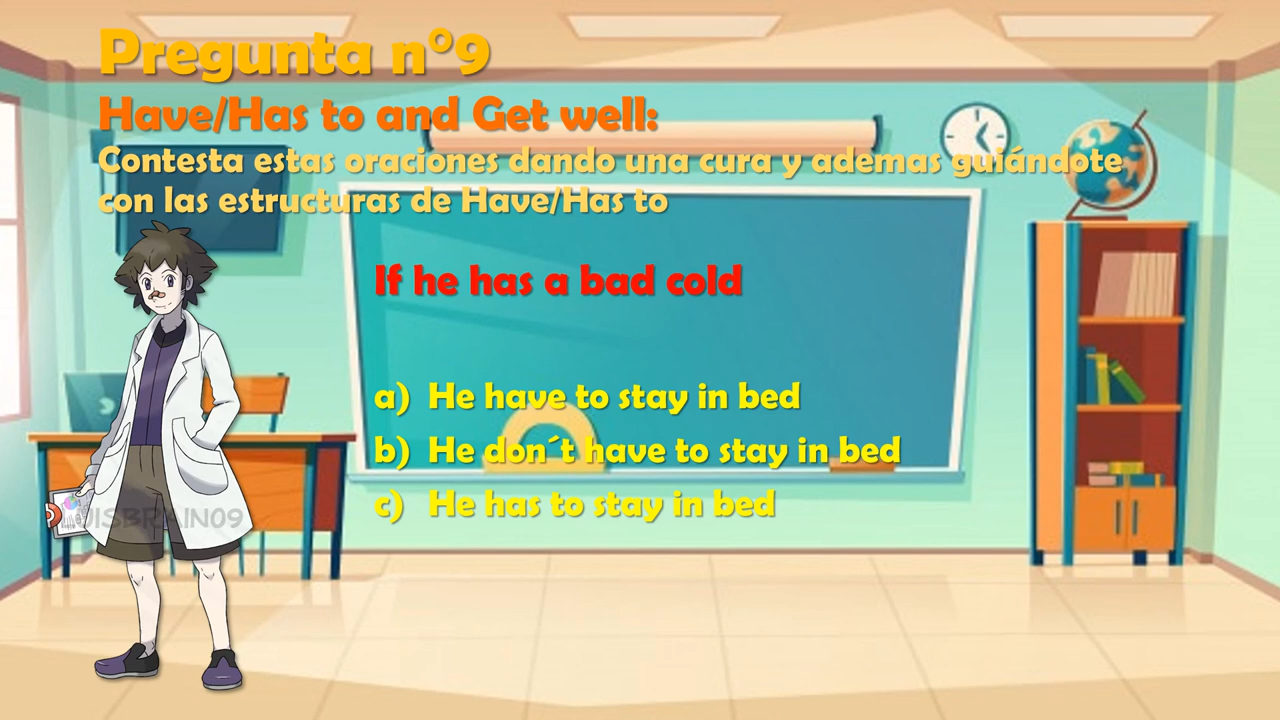 Pregunta n°9
Have/Has to and Get well:
Contesta estas oraciones dando una cura y ademas guiándote
con las estructuras de Have/Has to
If he has a bad cold
a) He have to stay in bed
b) He don´t have to stay in bed
c) He has to stay in bed